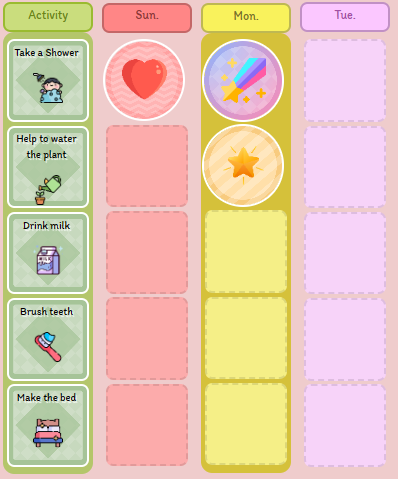 Activity
Sun.
Mon.
Tue.
Take a Shower
Help to water
the plant
Drink milk
MILK
Brush teeth
Make the bed